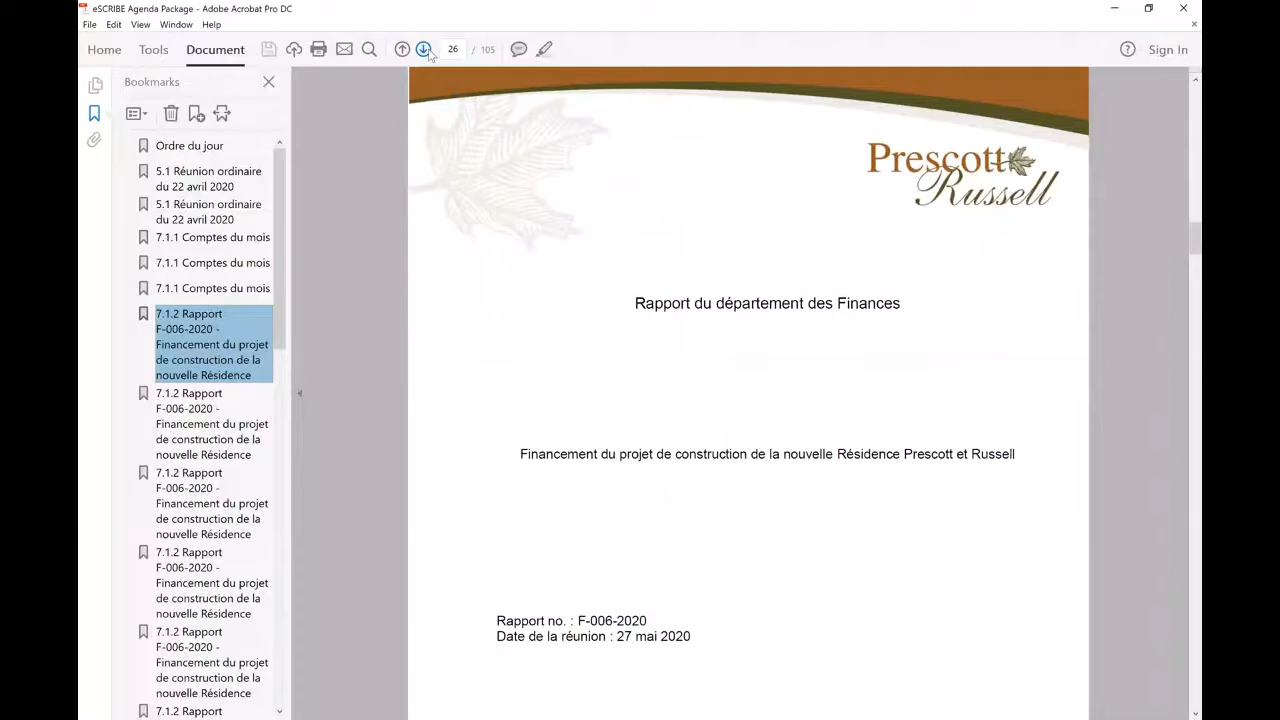 eSCRIBE Agenda Package - Adobe Acrobat Pro DC
File Edit View Window Help
Home Tools Document 26 / 105 Sign In
Bookmarks
Ordre du jour
5.1 Réunion ordinaire
du 22 avril 2020
5.1 Réunion ordinaire
du 22 avril 2020
7.1.1 Comptes du mois
7.1.1 Comptes du mois
7.1.1 Comptes du mois
7.1.2 Rapport
F-006-2020 -
Financement du projet
de construction de la
nouvelle Résidence
7.1.2 Rapport
F-006-2020 -
Financement du projet
de construction de la
nouvelle Résidence
7.1.2 Rapport
F-006-2020 -
Financement du projet
de construction de la
nouvelle Résidence
7.1.2 Rapport
F-006-2020 -
Financement du projet
de construction de la
nouvelle Résidence
7.1.2 Rapport
F-006-2020 -
Financement du projet
de construction de la
nouvelle Résidence
7.1.2 Rapport
Prescott
Russell
Rapport du département des Finances
Financement du projet de construction de la nouvelle Résidence Prescott et Russell
Rapport no. : F-006-2020
Date de la réunion : 27 mai 2020